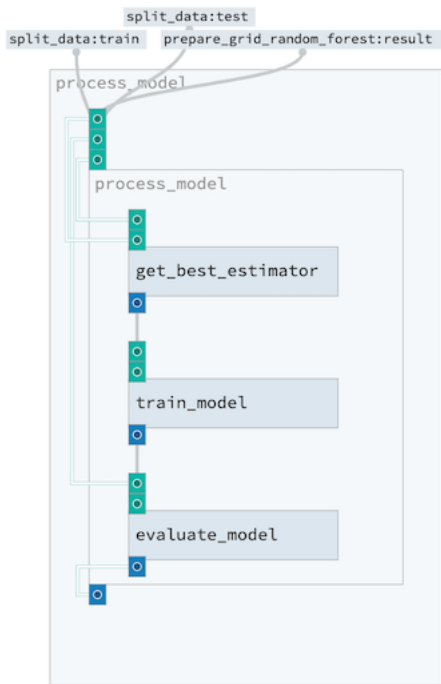 split_data:test
split_data:train
prepare_grid_random_forest:result
process_model
process_model
get_best_estimator
train_model
evaluate_model